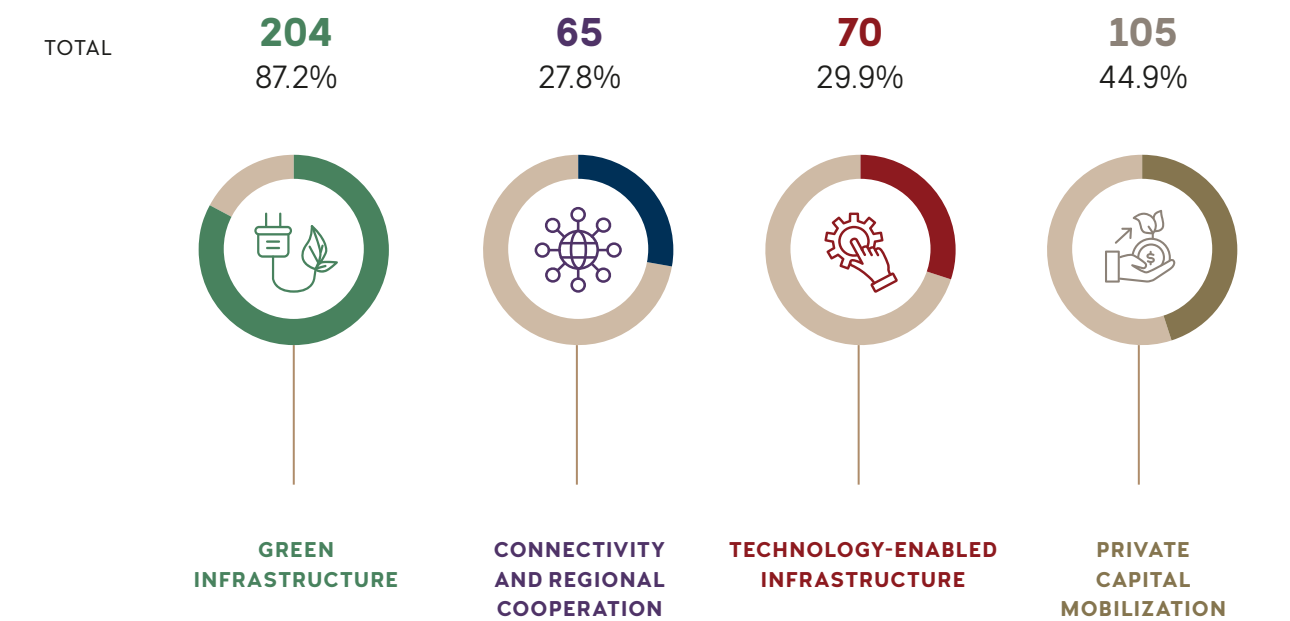 TOTAL
204
65
70
105
87.2%
27.8%
29.9%
44.9%
$
GREEN
INFRASTRUCTURE
CONNECTIVITY
AND REGIONAL
COOPERATION
TECHNOLOGY-ENABLED
INFRASTRUCTURE
PRIVATE
CAPITAL
MOBILIZATION